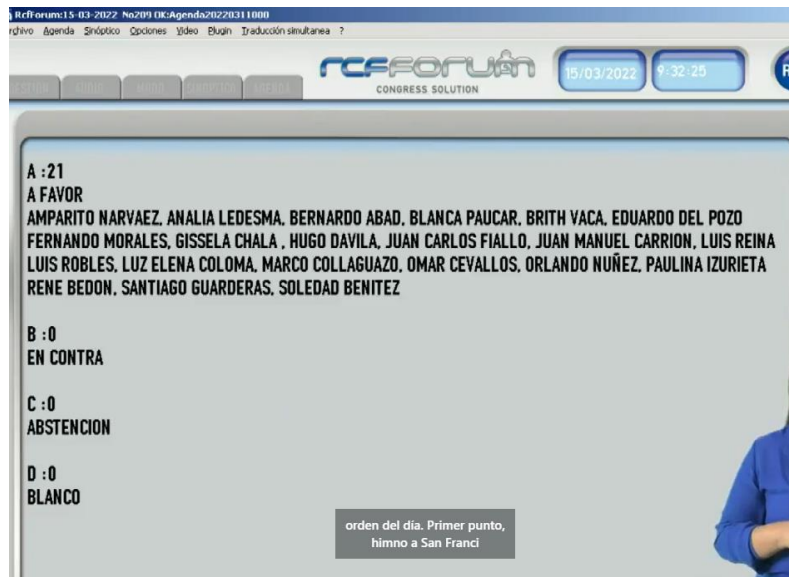 RcfForum:15-03-2022 No209 OK:Agenda20220311000
rchivo Agenda Sinóptico Opciones Video Plugin Traducción simultanea ?
rcfforum
CONGRESS SOLUTION
15/03/2022
9:32:25
AUDIO
AGENDA
A :21
A FAVOR
AMPARITO NARVAEZ, ANALIA LEDESMA, BERNARDO ABAD, BLANCA PAUCAR, BRITH VACA, EDUARDO DEL POZO
FERNANDO MORALES, GISSELA CHALA , HUGO DAVILA, JUAN CARLOS FIALLO, JUAN MANUEL CARRION, LUIS REINA
LUIS ROBLES, LUZ ELENA COLOMA, MARCO COLLAGUAZO, OMAR CEVALLOS, ORLANDO NUÑEZ, PAULINA IZURIETA
RENE BEDON, SANTIAGO GUARDERAS, SOLEDAD BENITEZ
B :0
EN CONTRA
C :0
ABSTENCION
D :0
BLANCO
orden del día. Primer punto,
himno a San Franci